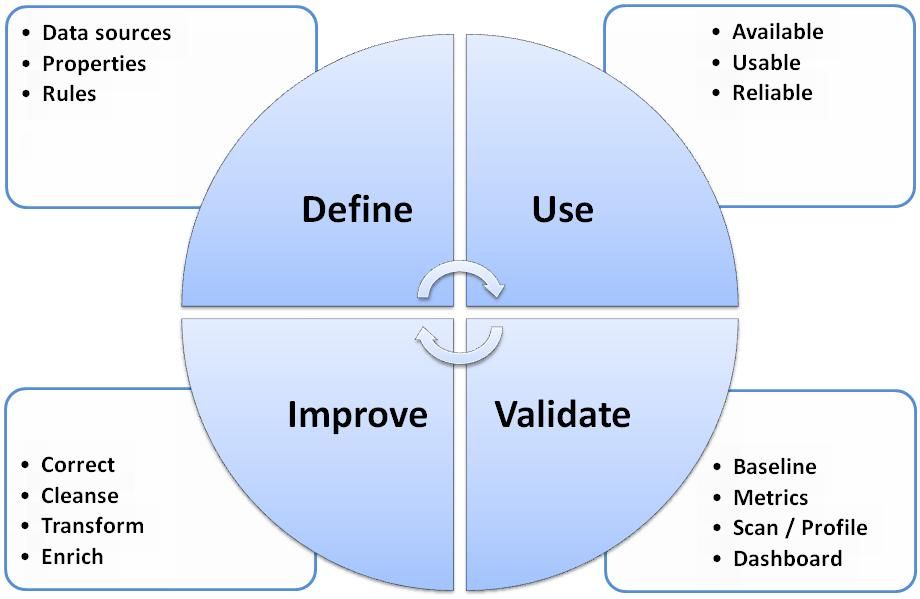 • Data sources
• Properties
• Rules
• Available
• Usable
• Reliable
Define
Use
Improve
Validate
• Correct
• Cleanse
• Transform
• Enrich
• Baseline
• Metrics
• Scan / Profile
• Dashboard